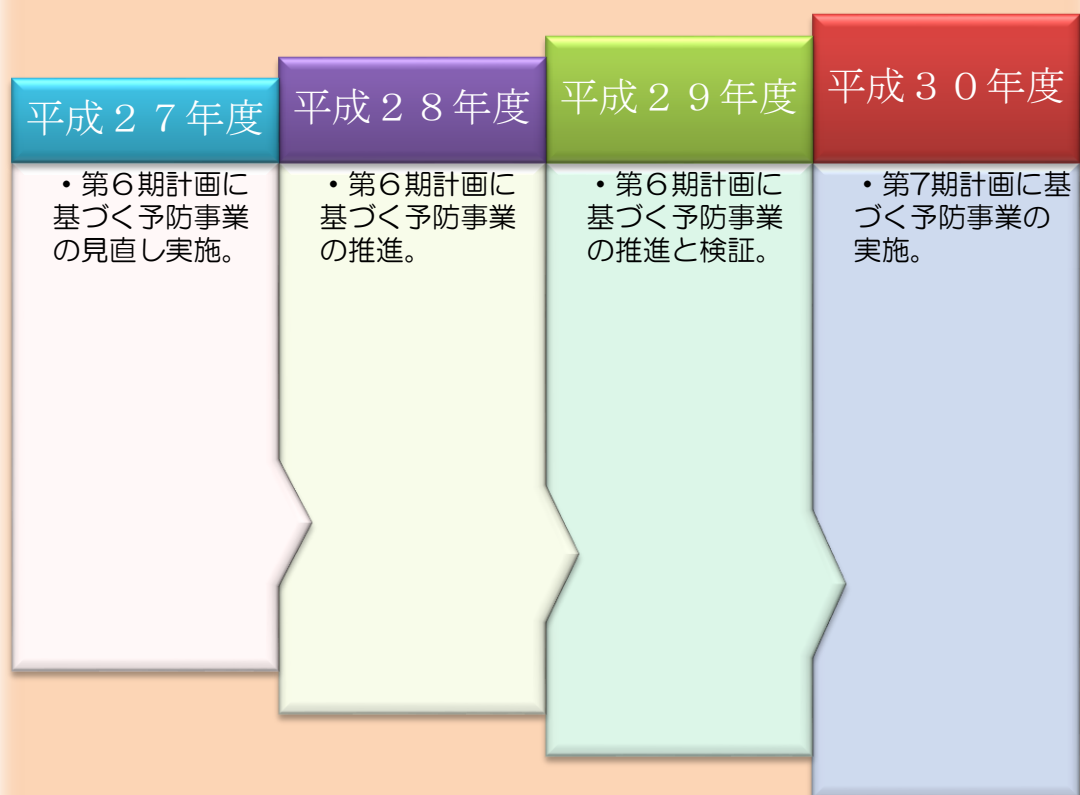 平成２７年度
・第６期計画に
基づく予防事業
の見直し実施。
平成２８年度
・第６期計画に
基づく予防事業
の推進。
平成２９年度
・第６期計画に
基づく予防事業
の推進と検証。
平成３０年度
・第7期計画に基
づく予防事業の
実施。